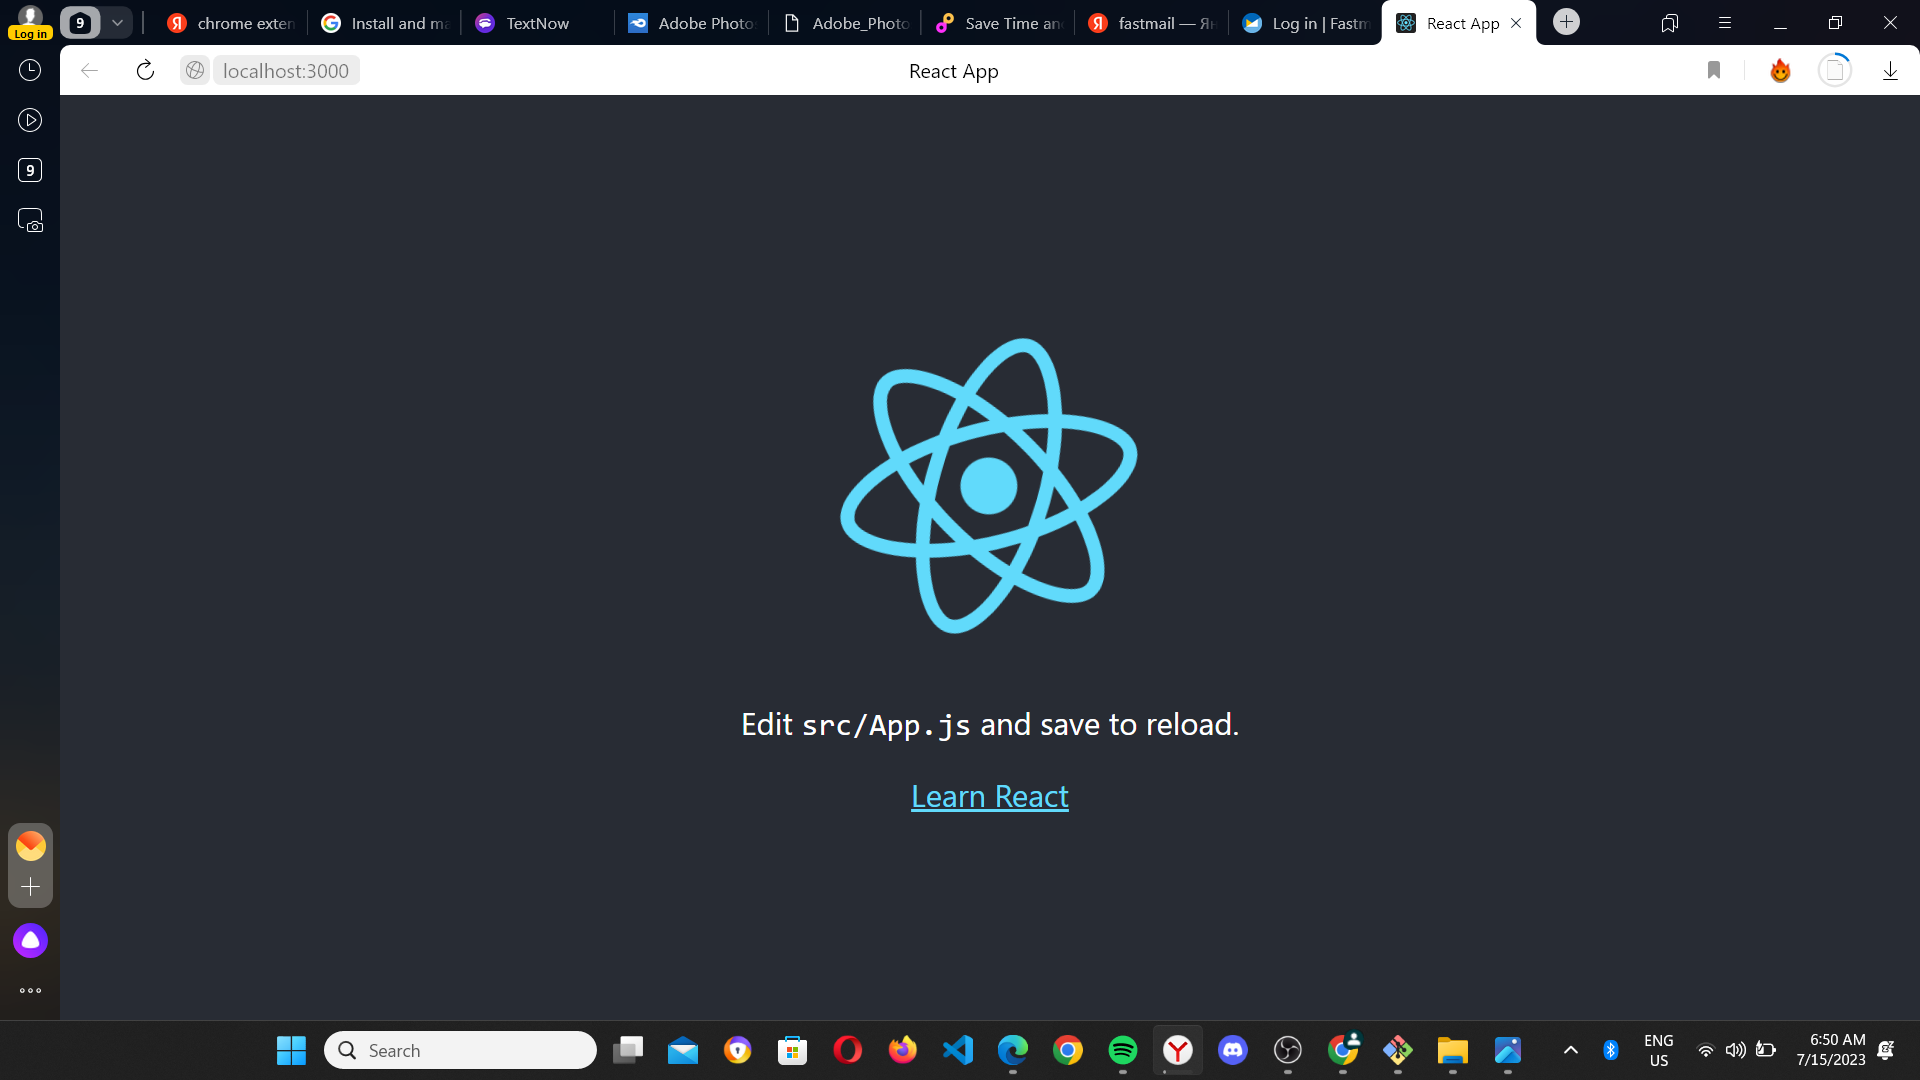 Log in
9
chrome exten
Install and ma
TextNow
Adobe Photo
Adobe_Photo
Save Time an
fastmail — Ян
Log in | Fastm
React App
localhost:3000
React App
9
Edit src/App.js and save to reload.
Learn React
Search
ENG
US
6:50 AM
7/15/2023